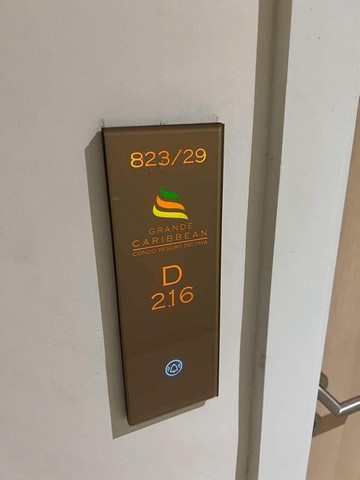 823/29
GRANDE
CARIBBEAN
CONDO RESORT PATTAYA
D
216